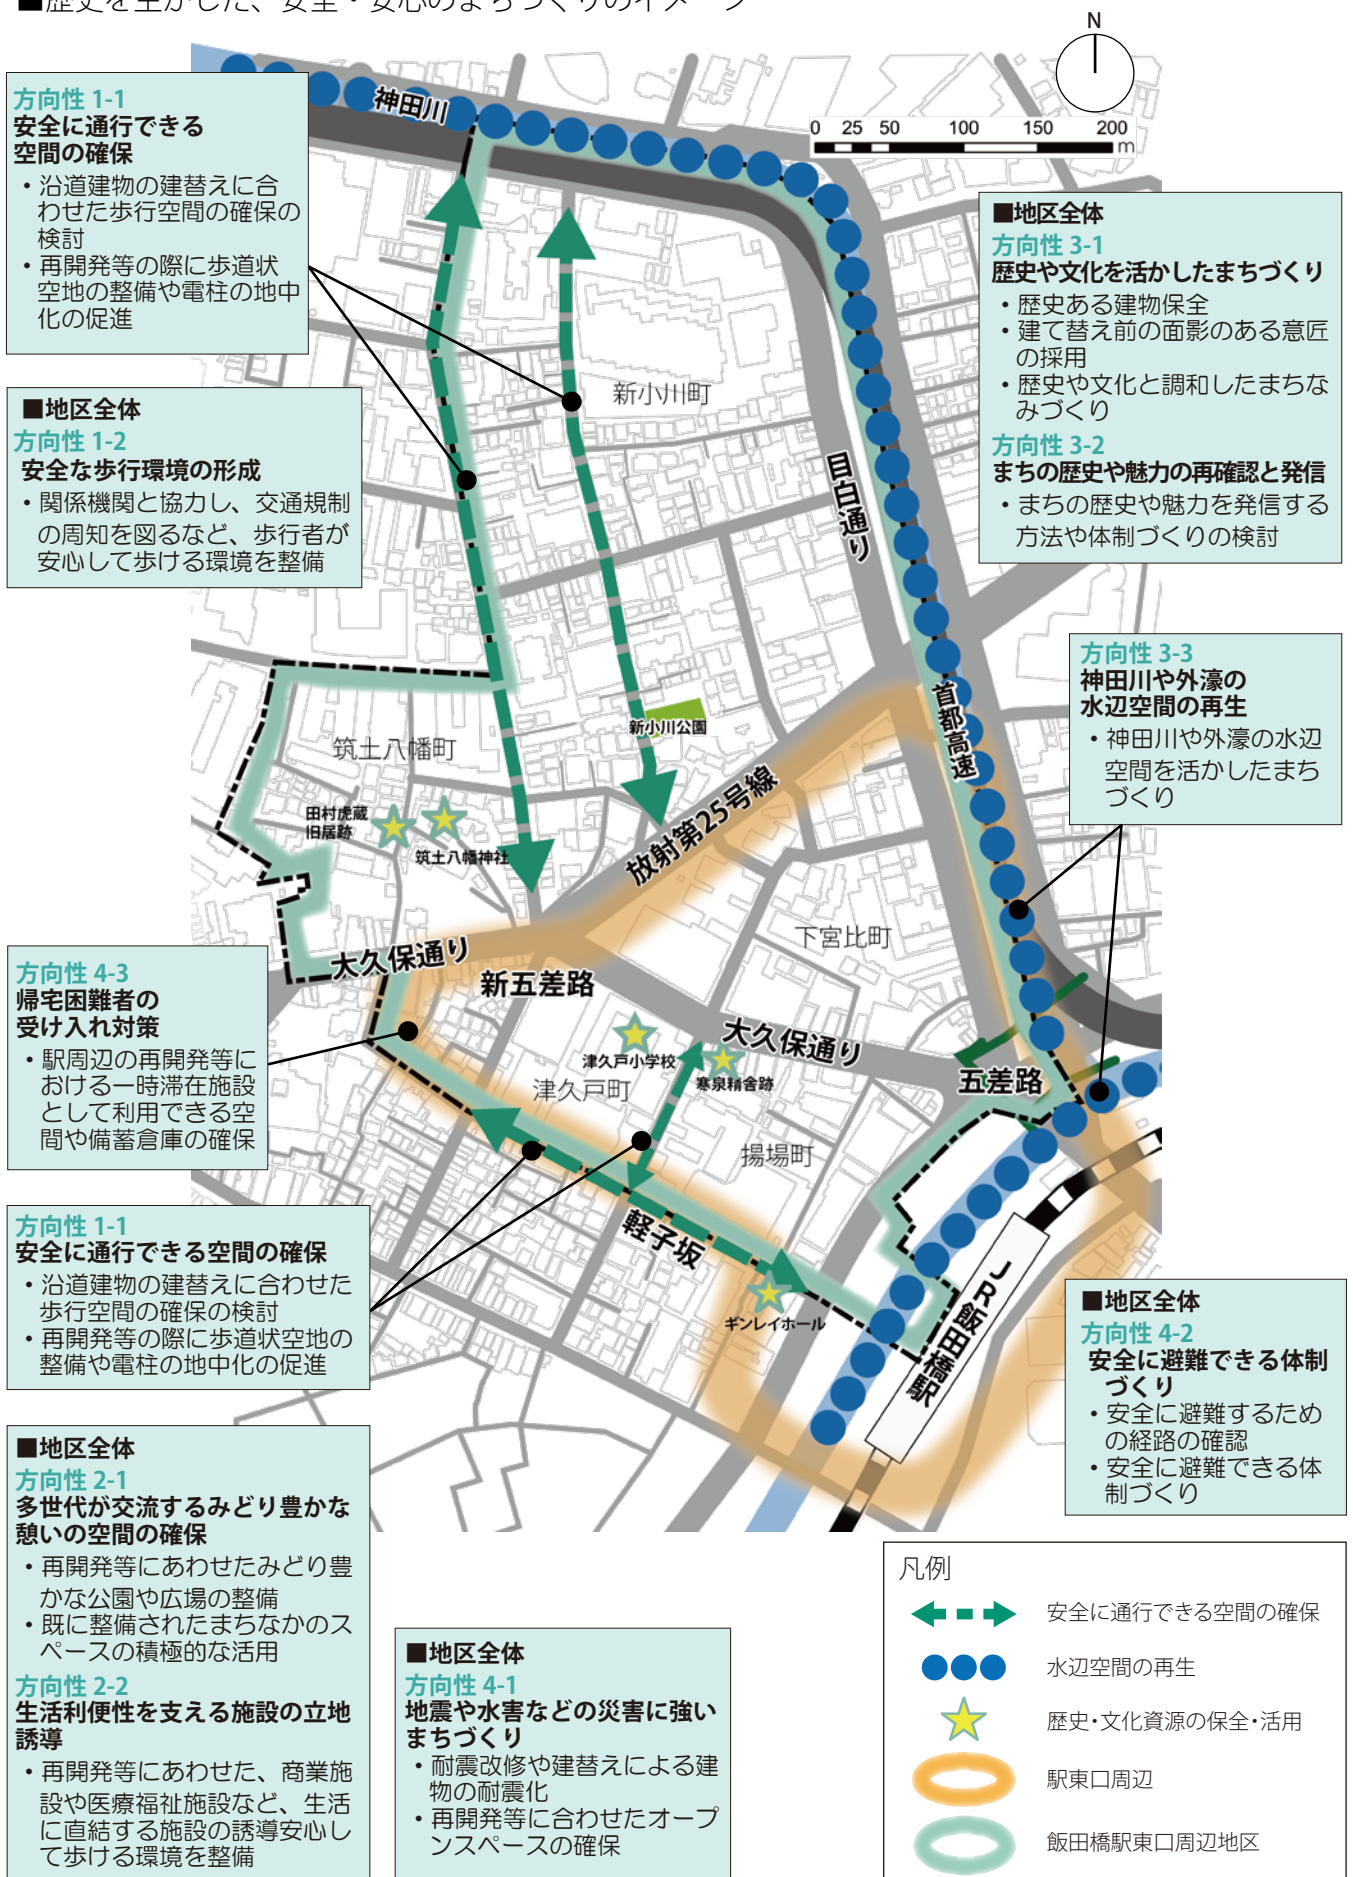 ■歴史を生かした、安全・安心のまちづくりのイメージ
N
0 25 50 100 150 200
m
方向性 1-1
安全に通行できる
空間の確保
・沿道建物の建替えに合
わせた歩行空間の確保の
検討
・再開発等の際に歩道状
空地の整備や電柱の地中
化の促進
■地区全体
方向性 1-2
安全な歩行環境の形成
・関係機関と協力し、交通規制
の周知を図るなど、歩行者が
安心して歩ける環境を整備
■地区全体
方向性 3-1
歴史や文化を活かしたまちづくり
・歴史ある建物保全
・建て替え前の面影のある意匠
の採用
・歴史や文化と調和したまちな
みづくり
方向性 3-2
まちの歴史や魅力の再確認と発信
・まちの歴史や魅力を発信する
方法や体制づくりの検討
方向性 3-3
神田川や外濠の
水辺空間の再生
・神田川や外濠の水辺
空間を活かしたまち
づくり
神田川
新小川町
目白通り
首都高速
新小川公園
筑土八幡町
田村虎蔵
旧居跡
筑土八幡神社
放射第25号線
下宮比町
大久保通り
新五差路
大久保通り
五差路
津久戸小学校
寒泉精舎跡
津久戸町
揚場町
軽子坂
ギンレイホール
JR飯田橋駅
方向性 4-3
帰宅困難者の
受け入れ対策
・駅周辺の再開発等に
おける一時滞在施設
として利用できる空
間や備蓄倉庫の確保
方向性 1-1
安全に通行できる空間の確保
・沿道建物の建替えに合わせた
歩行空間の確保の検討
・再開発等の際に歩道状空地の
整備や電柱の地中化の促進
■地区全体
方向性 4-2
安全に避難できる体制
づくり
・安全に避難するため
の経路の確認
・安全に避難できる体
制づくり
■地区全体
方向性 2-1
多世代が交流するみどり豊かな
憩いの空間の確保
・再開発等にあわせたみどり豊
かな公園や広場の整備
・既に整備されたまちなかのス
ペースの積極的な活用
方向性 2-2
生活利便性を支える施設の立地
誘導
・再開発等にあわせた、商業施
設や医療福祉施設など、生活
に直結する施設の誘導安心し
て歩ける環境を整備
■地区全体
方向性 4-1
地震や水害などの災害に強い
まちづくり
・耐震改修や建替えによる建
物の耐震化
・再開発等に合わせたオープ
ンスペースの確保
凡例
安全に通行できる空間の確保
水辺空間の再生
歴史・文化資源の保全・活用
駅東口周辺
飯田橋駅東口周辺地区